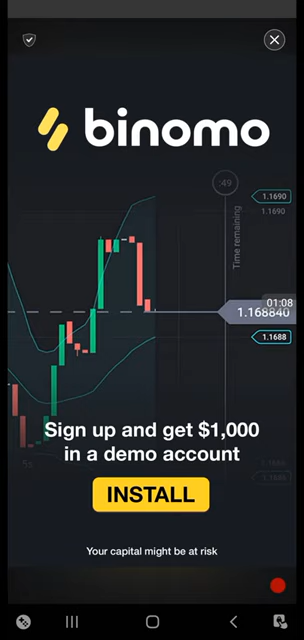 binomo
:49
Time remaining
1.1690
1.1690
01:08
1.168840
1.1688
Sign up and get $1,000
in a demo account
5s
INSTALL
Your capital might be at risk